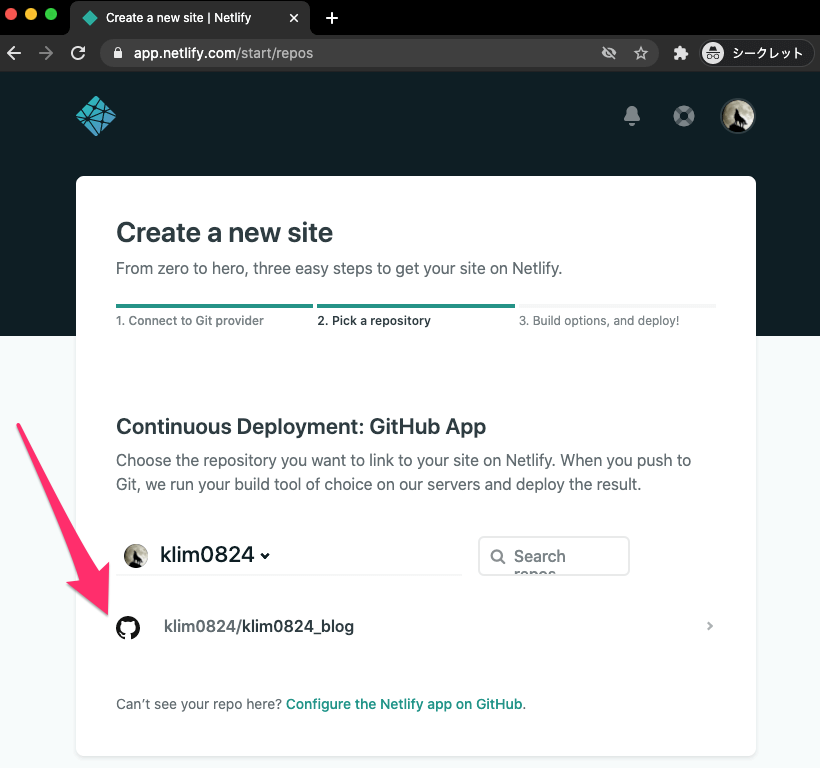 Create a new site | Netlify
app.netlify.com/start/repos
シークレット
Create a new site
From zero to hero, three easy steps to get your site on Netlify.
1. Connect to Git provider
2. Pick a repository
3. Build options, and deploy!
Continuous Deployment: GitHub App
Choose the repository you want to link to your site on Netlify. When you push to
Git, we run your build tool of choice on our servers and deploy the result.
klim0824
Search
repos
klim0824/klim0824_blog
Can't see your repo here? Configure the Netlify app on GitHub.